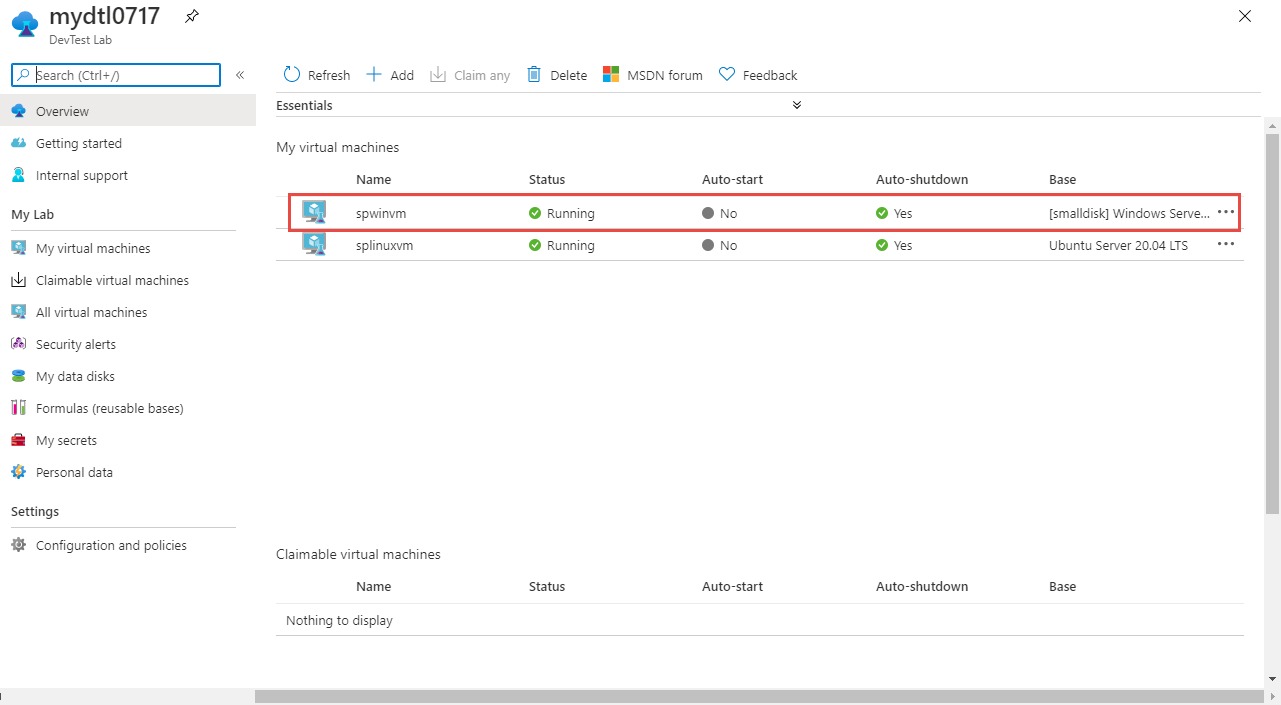 mydtl0717
DevTest Lab
Search (Ctrl+/)
«
Refresh Add Claim any Delete MSDN forum Feedback
Essentials
Overview
Getting started
Internal support
My Lab
My virtual machines
Claimable virtual machines
All virtual machines
Security alerts
My data disks
Formulas (reusable bases)
My secrets
Personal data
Settings
Configuration and policies
My virtual machines
Name Status Auto-start Auto-shutdown Base
spwinvm Running No Yes [smalldisk] Windows Serve... ···
splinuxvm Running No Yes Ubuntu Server 20.04 LTS ···
Claimable virtual machines
Name Status Auto-start Auto-shutdown Base
Nothing to display